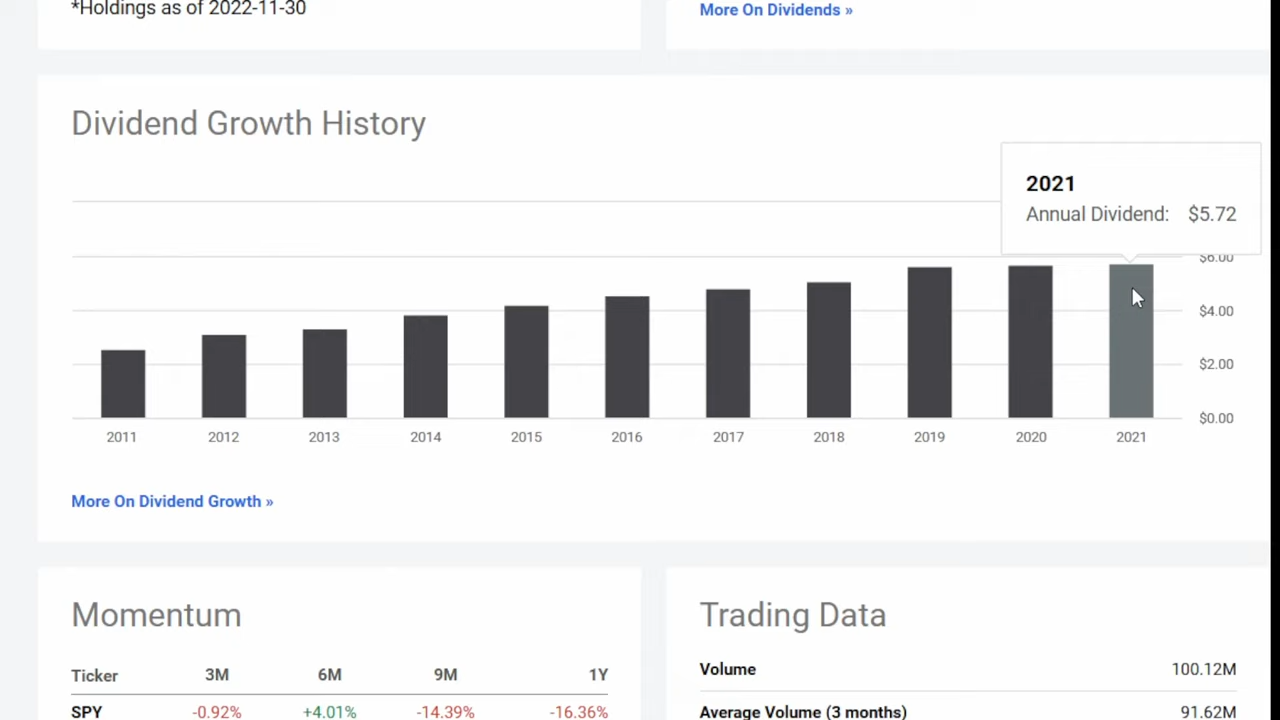 *Holdings as of 2022-11-30
More On Dividends »
Dividend Growth History
2021
Annual Dividend: $5.72
$6.00
$4.00
$2.00
$0.00
2011 2012 2013 2014 2015 2016 2017 2018 2019 2020 2021
More On Dividend Growth »
Momentum
Ticker 3M 6M 9M 1Y
SPY -0.92% +4.01% -14.39% -16.36%
Trading Data
Volume 100.12M
Average Volume (3 months) 91.62M